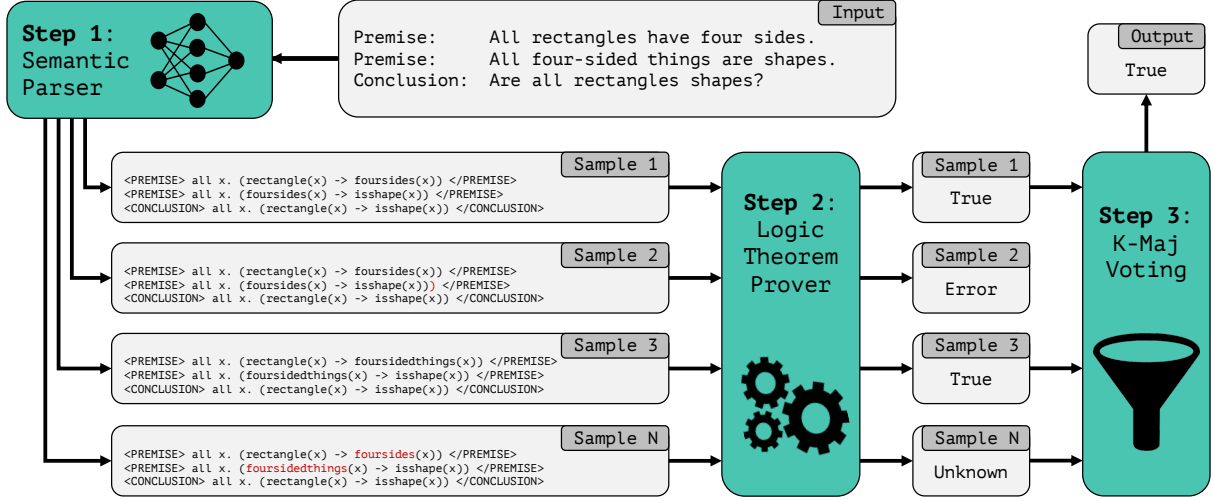 Step 1:
Semantic
Parser
Input
Premise: All rectangles have four sides.
Premise: All four-sided things are shapes.
Conclusion: Are all rectangles shapes?
Output
True
Sample 1
<PREMISE> all x. (rectangle(x) -> foursides(x)) </PREMISE>
<PREMISE> all x. (foursides(x) -> isshape(x)) </PREMISE>
<CONCLUSION> all x. (rectangle(x) -> isshape(x)) </CONCLUSION>
Sample 2
<PREMISE> all x. (rectangle(x) -> foursides(x)) </PREMISE>
<PREMISE> all x. (foursides(x) -> isshape(x))) </PREMISE>
<CONCLUSION> all x. (rectangle(x) -> isshape(x)) </CONCLUSION>
Sample 3
<PREMISE> all x. (rectangle(x) -> foursidedthings(x)) </PREMISE>
<PREMISE> all x. (foursidedthings(x) -> isshape(x)) </PREMISE>
<CONCLUSION> all x. (rectangle(x) -> isshape(x)) </CONCLUSION>
Sample N
<PREMISE> all x. (rectangle(x) -> foursides(x)) </PREMISE>
<PREMISE> all x. (foursidedthings(x) -> isshape(x)) </PREMISE>
<CONCLUSION> all x. (rectangle(x) -> isshape(x)) </CONCLUSION>
Step 2:
Logic
Theorem
Prover
Sample 1
True
Sample 2
Error
Sample 3
True
Sample N
Unknown
Step 3:
K-Maj
Voting